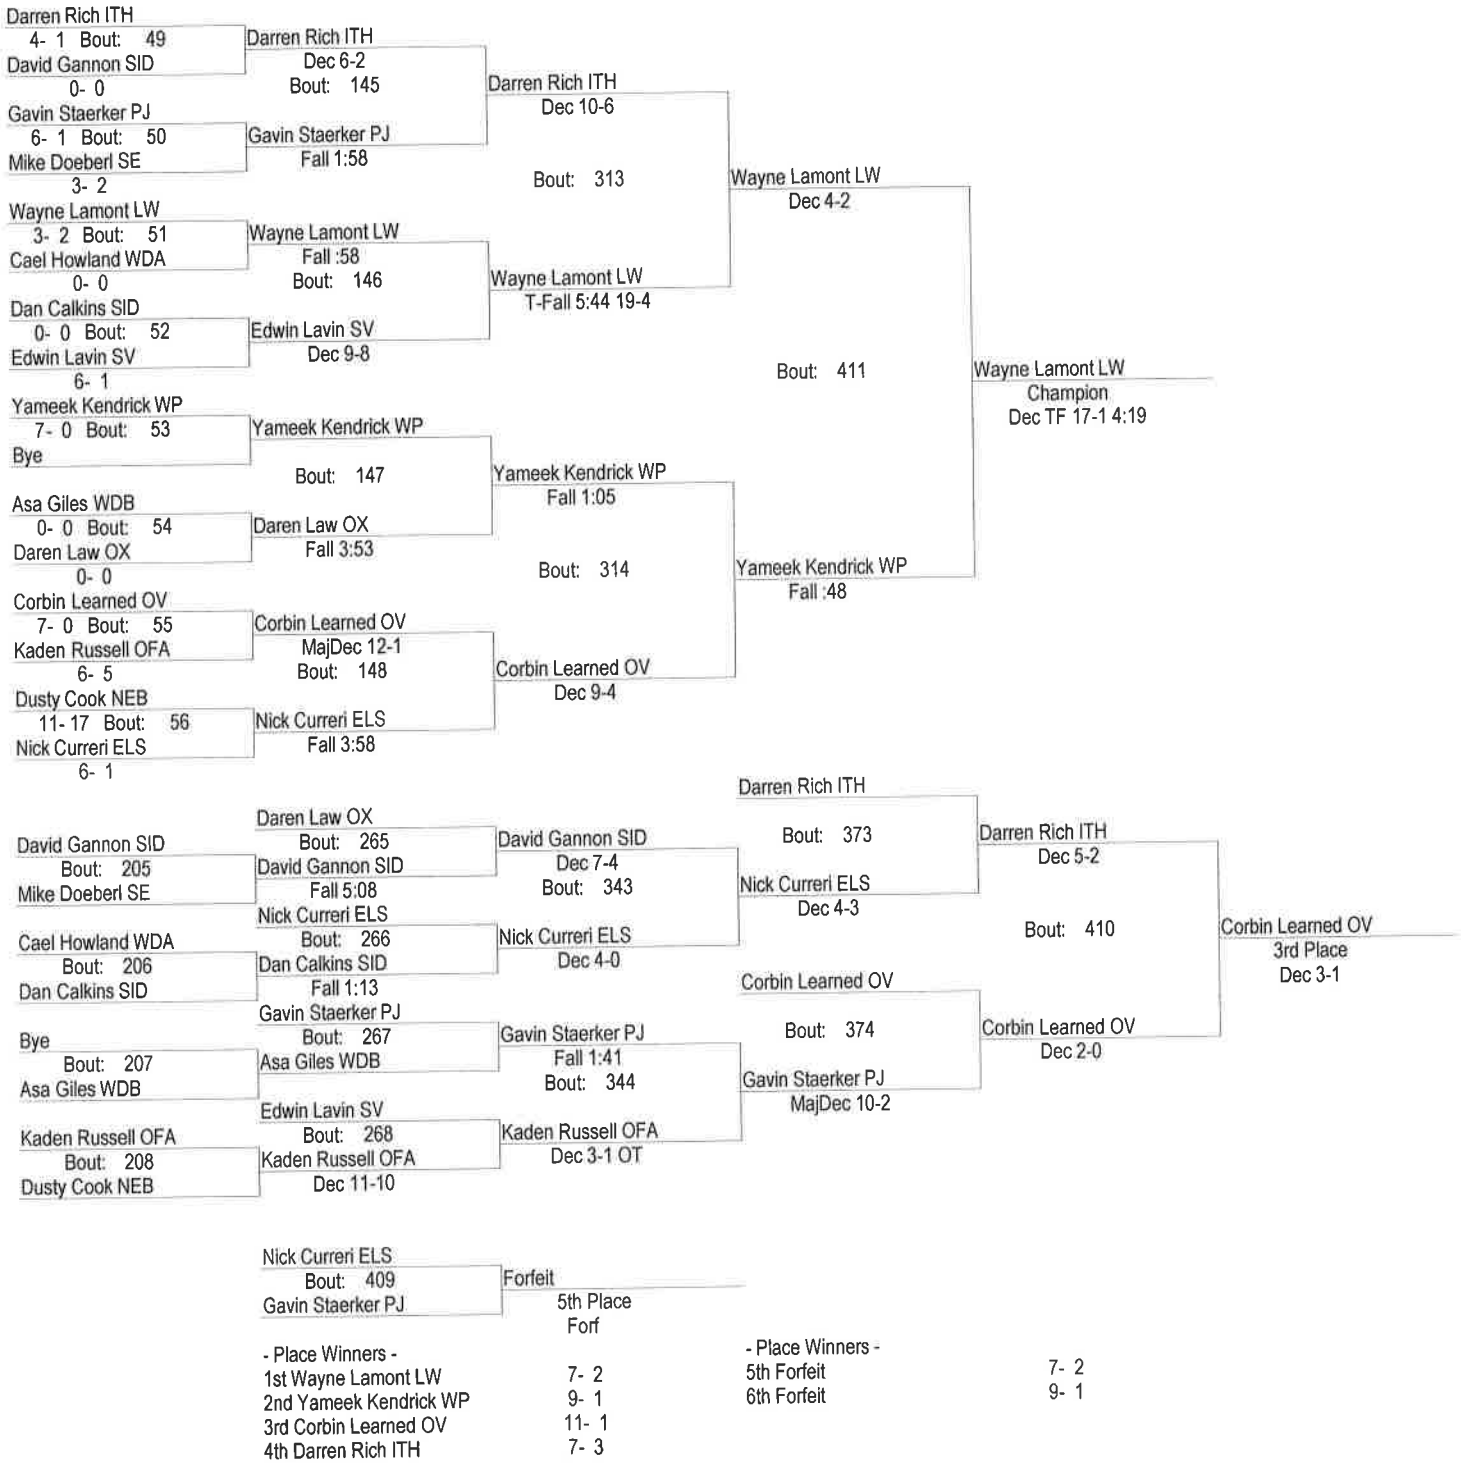 Darren Rich ITH
4- 1 Bout: 49
David Gannon SID
0- 0
Gavin Staerker PJ
6- 1 Bout: 50
Mike Doeberl SE
3- 2
Wayne Lamont LW
3- 2 Bout: 51
Cael Howland WDA
0- 0
Dan Calkins SID
0- 0 Bout: 52
Edwin Lavin SV
6- 1
Yameek Kendrick WP
7- 0 Bout: 53
Bye
Asa Giles WDB
0- 0 Bout: 54
Daren Law OX
0- 0
Corbin Learned OV
7- 0 Bout: 55
Kaden Russell OFA
6- 5
Dusty Cook NEB
11- 17 Bout: 56
Nick Curreri ELS
6- 1
Darren Rich ITH
Dec 6-2
Bout: 145
Gavin Staerker PJ
Fall 1:58
Wayne Lamont LW
Fall :58
Bout: 146
Edwin Lavin SV
Dec 9-8
Yameek Kendrick WP
Bout: 147
Daren Law OX
Fall 3:53
Corbin Learned OV
MajDec 12-1
Bout: 148
Nick Curreri ELS
Fall 3:58
Darren Rich ITH
Dec 10-6
Bout: 313
Wayne Lamont LW
T-Fall 5:44 19-4
Yameek Kendrick WP
Fall 1:05
Bout: 314
Corbin Learned OV
Dec 9-4
Wayne Lamont LW
Dec 4-2
Bout: 411
Yameek Kendrick WP
Fall :48
Wayne Lamont LW
Champion
Dec TF 17-1 4:19
David Gannon SID
Bout: 205
Mike Doeberl SE
Cael Howland WDA
Bout: 206
Dan Calkins SID
Bye
Bout: 207
Asa Giles WDB
Kaden Russell OFA
Bout: 208
Dusty Cook NEB
Daren Law OX
Bout: 265
David Gannon SID
Fall 5:08
Nick Curreri ELS
Bout: 266
Dan Calkins SID
Fall 1:13
Gavin Staerker PJ
Bout: 267
Asa Giles WDB
Edwin Lavin SV
Bout: 268
Kaden Russell OFA
Dec 11-10
David Gannon SID
Dec 7-4
Bout: 343
Nick Curreri ELS
Dec 4-0
Gavin Staerker PJ
Fall 1:41
Bout: 344
Kaden Russell OFA
Dec 3-1 OT
Darren Rich ITH
Bout: 373
Nick Curreri ELS
Dec 4-3
Corbin Learned OV
Bout: 374
Gavin Staerker PJ
MajDec 10-2
Darren Rich ITH
Dec 5-2
Bout: 410
Corbin Learned OV
Dec 2-0
Corbin Learned OV
3rd Place
Dec 3-1
Nick Curreri ELS
Bout: 409
Gavin Staerker PJ
Forfeit
5th Place
Forf
- Place Winners -
1st Wayne Lamont LW 7- 2
2nd Yameek Kendrick WP 9- 1
3rd Corbin Learned OV 11- 1
4th Darren Rich ITH 7- 3
- Place Winners -
5th Forfeit 7- 2
6th Forfeit 9- 1